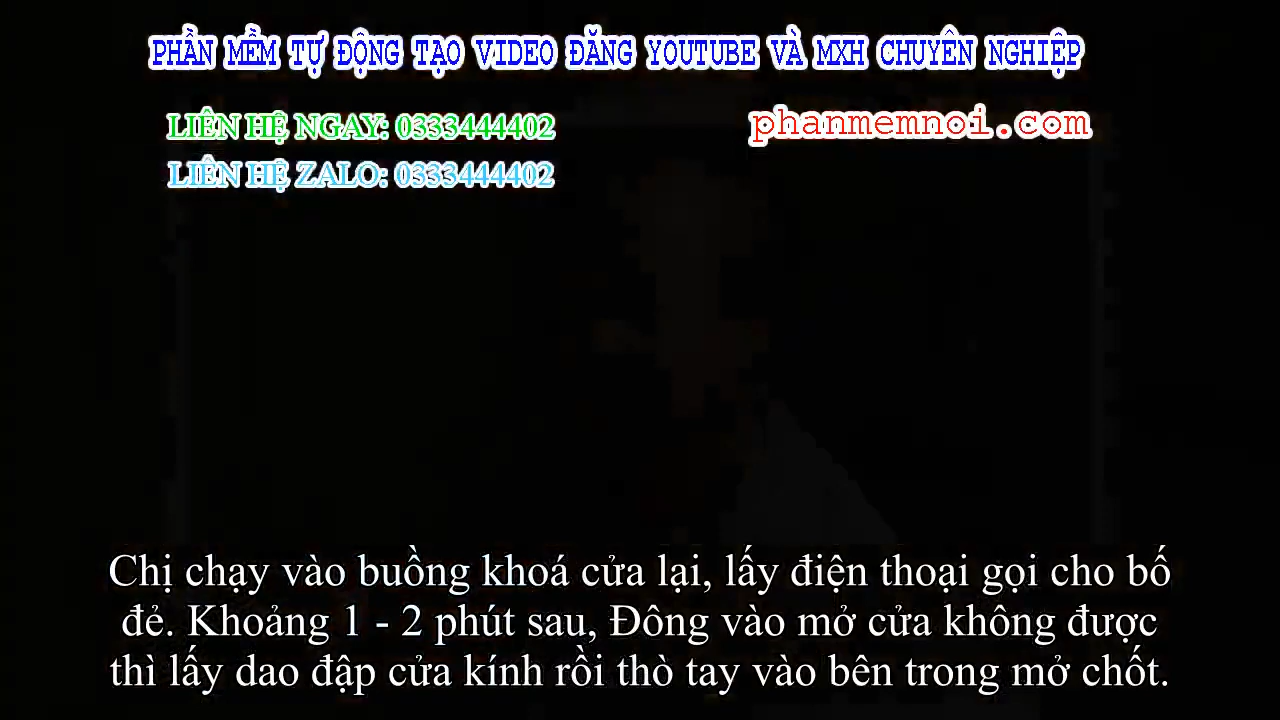 PHẦN MỀM TỰ ĐỘNG TẠO VIDEO ĐĂNG YOUTUBE VÀ MXH CHUYÊN NGHIỆP
LIÊN HỆ NGAY: 0333444402
phanmemnoi.com
LIÊN HỆ ZALO: 0333444402
Chị chạy vào buồng khoá cửa lại, lấy điện thoại gọi cho bố
đẻ. Khoảng 1 - 2 phút sau, Đông vào mở cửa không được
thì lấy dao đập cửa kính rồi thò tay vào bên trong mở chốt.